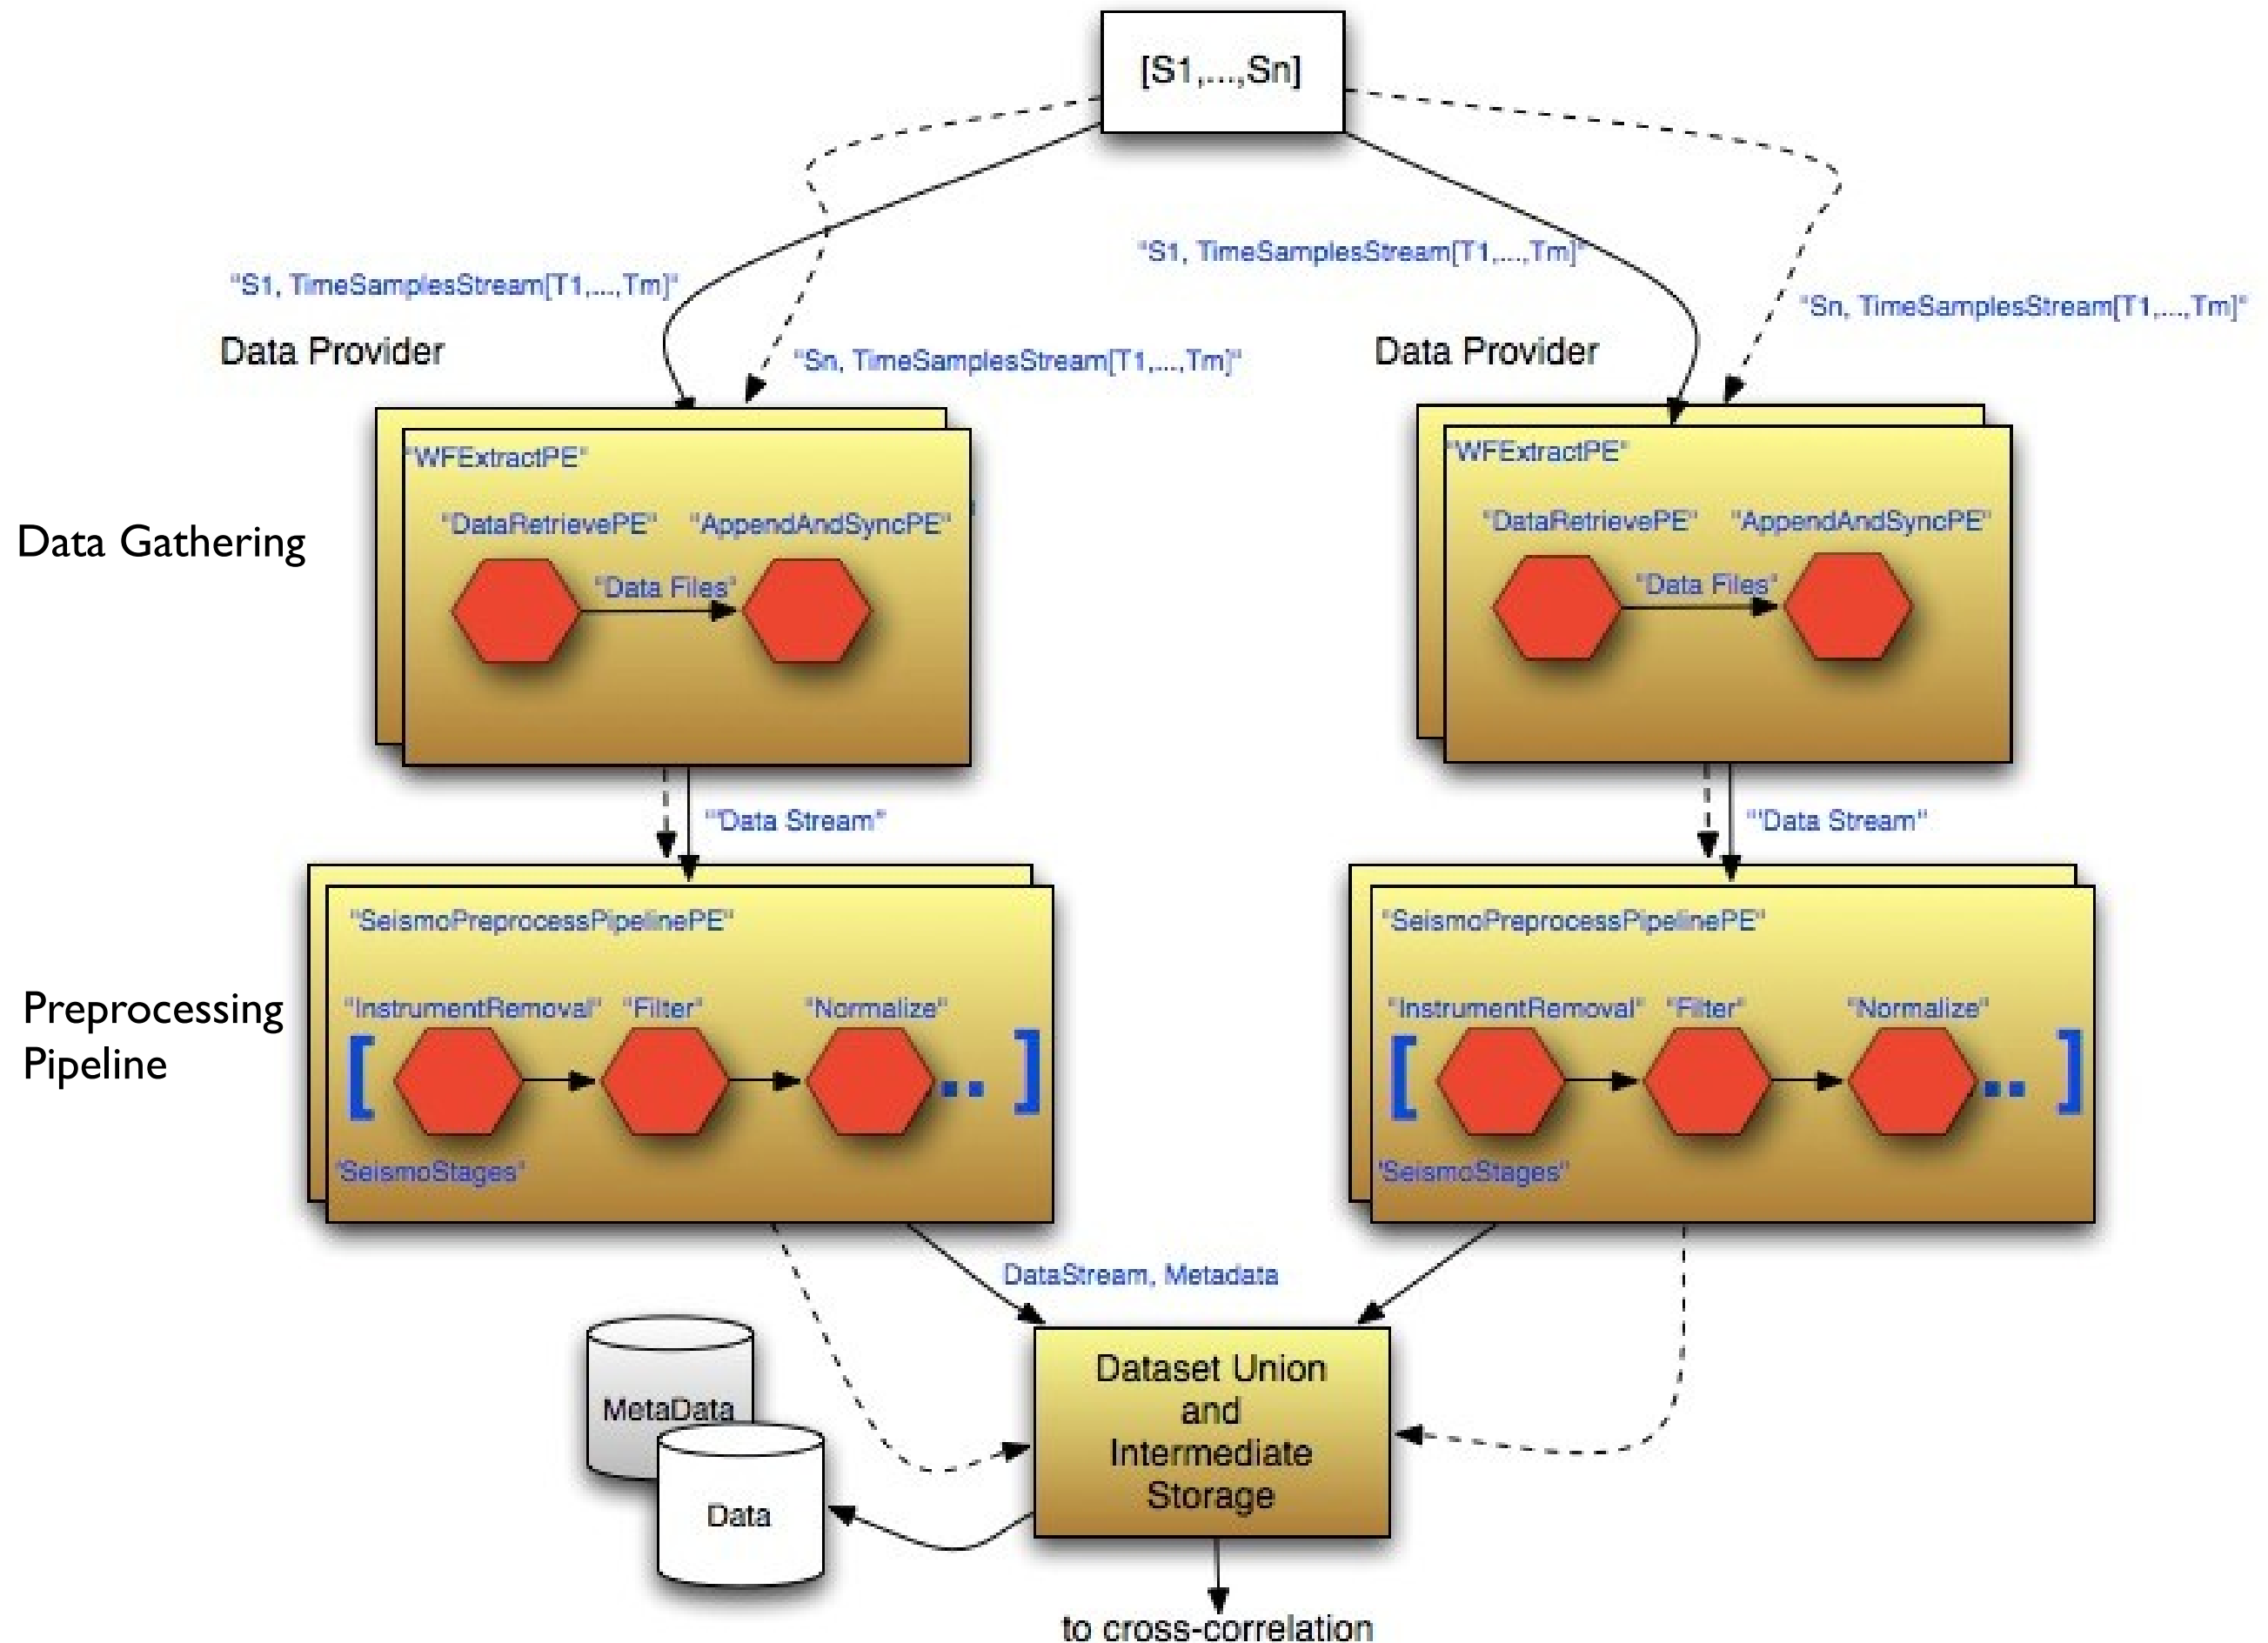 [S1,...,Sn]
"S1, TimeSamplesStream[T1,...,Tm]"
"S1, TimeSamplesStream[T1,...,Tm]"
"Sn, TimeSamplesStream[T1,...,Tm]"
"Sn, TimeSamplesStream[T1,...,Tm]"
Data Provider
Data Provider
Data Gathering
"WFExtractPE"
"DataRetrievePE" "AppendAndSyncPE"
"Data Files"
"WFExtractPE"
"DataRetrievePE" "AppendAndSyncPE"
"Data Files"
"'Data Stream"
"'Data Stream"
Preprocessing
Pipeline
"SeismoPreprocessPipelinePE"
"InstrumentRemoval" "Filter" "Normalize"
[ .. ]
"SeismoStages"
"SeismoPreprocessPipelinePE"
"InstrumentRemoval" "Filter" "Normalize"
[ .. ]
"SeismoStages"
DataStream, Metadata
MetaData
Data
Dataset Union
and
Intermediate
Storage
to cross-correlation